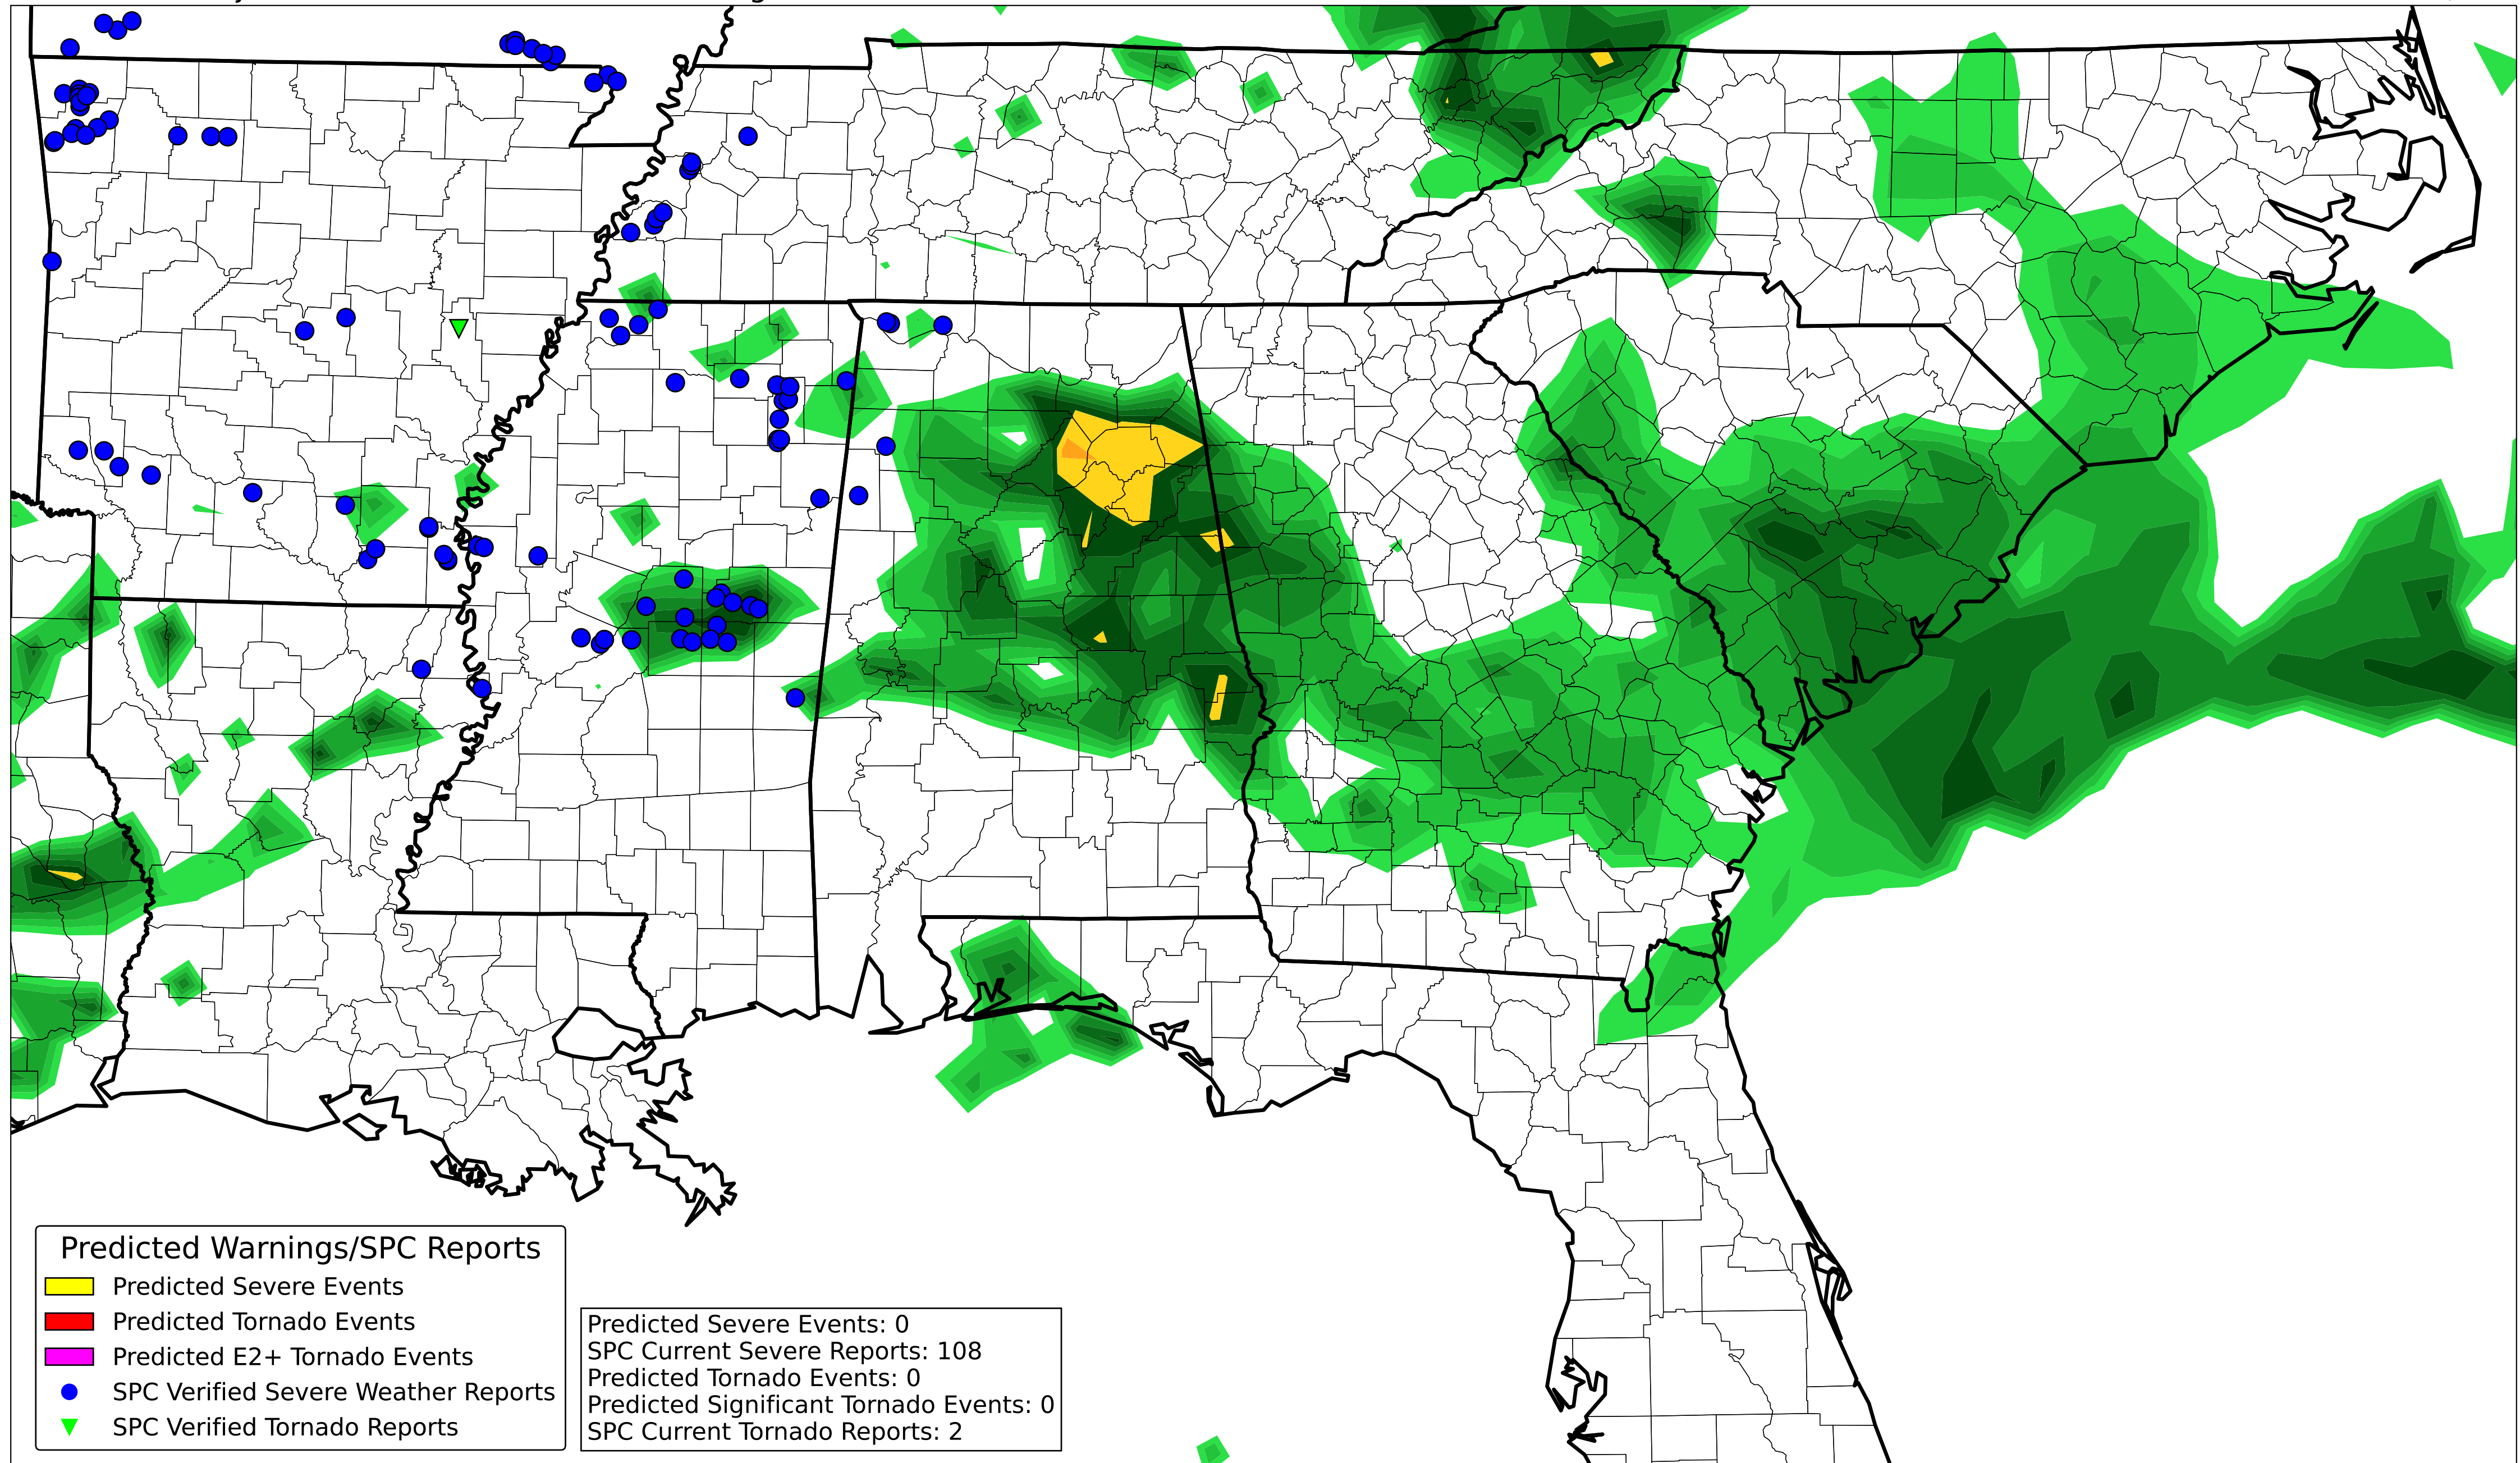 Predicted Warnings/SPC Reports
Predicted Severe Events
Predicted Tornado Events
Predicted E2+ Tornado Events
SPC Verified Severe Weather Reports
SPC Verified Tornado Reports
Predicted Severe Events: 0
SPC Current Severe Reports: 108
Predicted Tornado Events: 0
Predicted Significant Tornado Events: 0
SPC Current Tornado Reports: 2